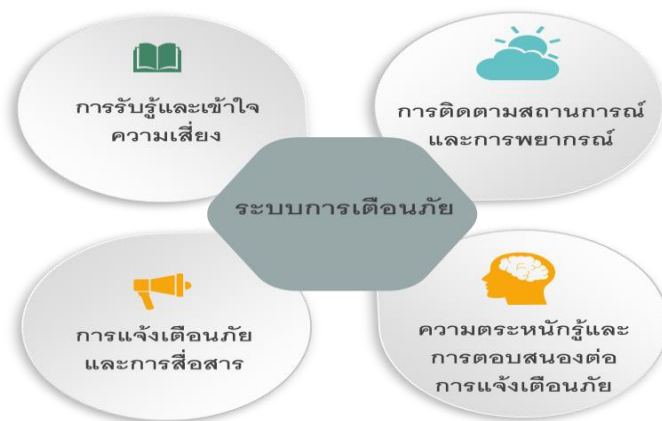 การรับรู้และเข้าใจ
ความเสี่ยง
การติดตามสถานการณ์
และการพยากรณ์
ระบบการเตือนภัย
การแจ้งเตือนภัย
และการสื่อสาร
ความตระหนักรู้และ
การตอบสนองต่อ
การแจ้งเตือนภัย